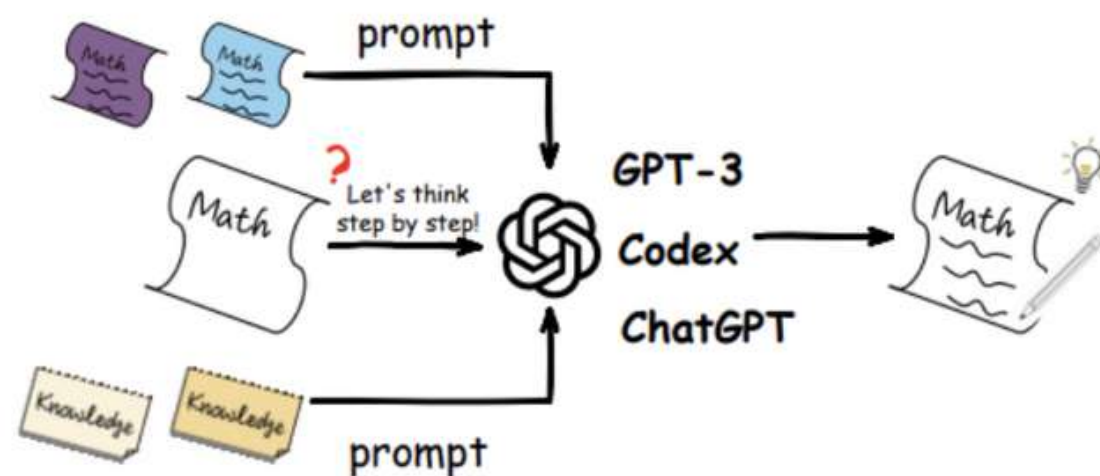 prompt
Math
Math
?
Let's think
step by step!
Math
GPT-3
Codex
ChatGPT
Math
Knowledge
Knowledge
prompt